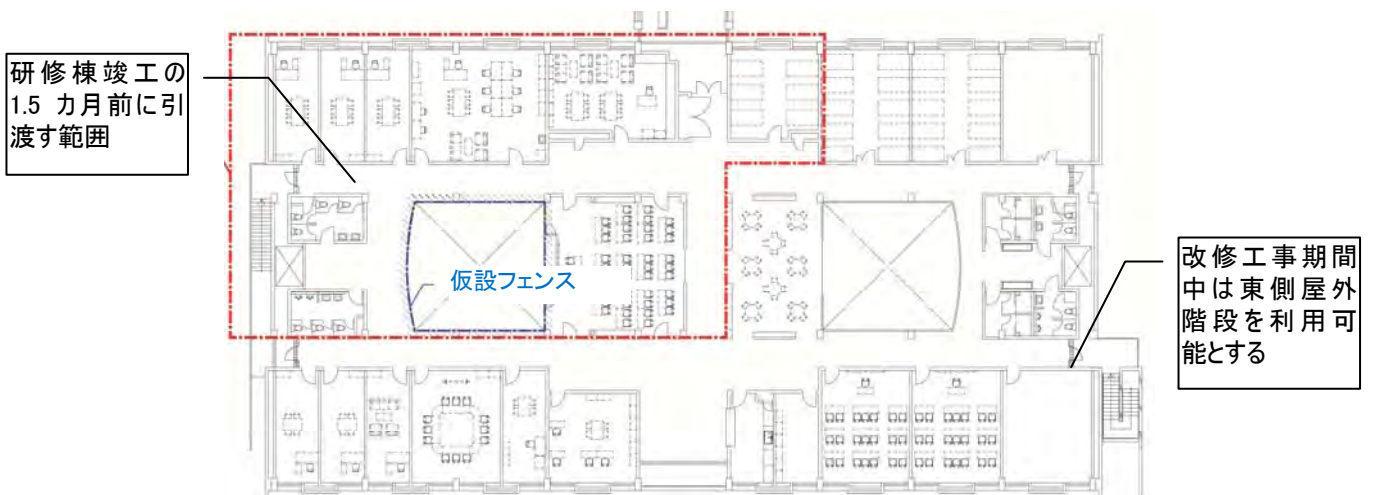 研修棟竣工の
1.5 カ月前に引
渡す範囲
仮設フェンス
改修工事期間
中は東側屋外
階段を利用可
能とする